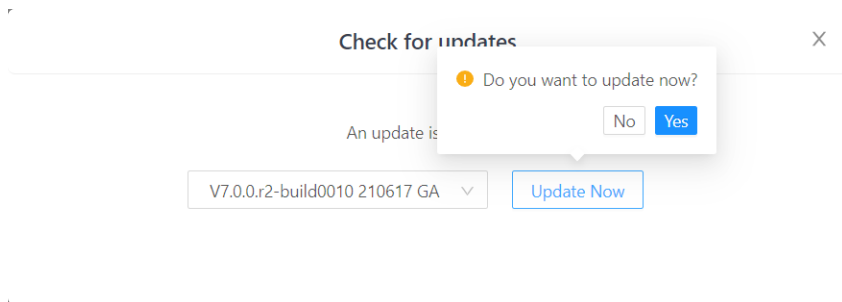 Check for updates
Do you want to update now?
No Yes
An update is
V7.0.0.r2-build0010 210617 GA
Update Now